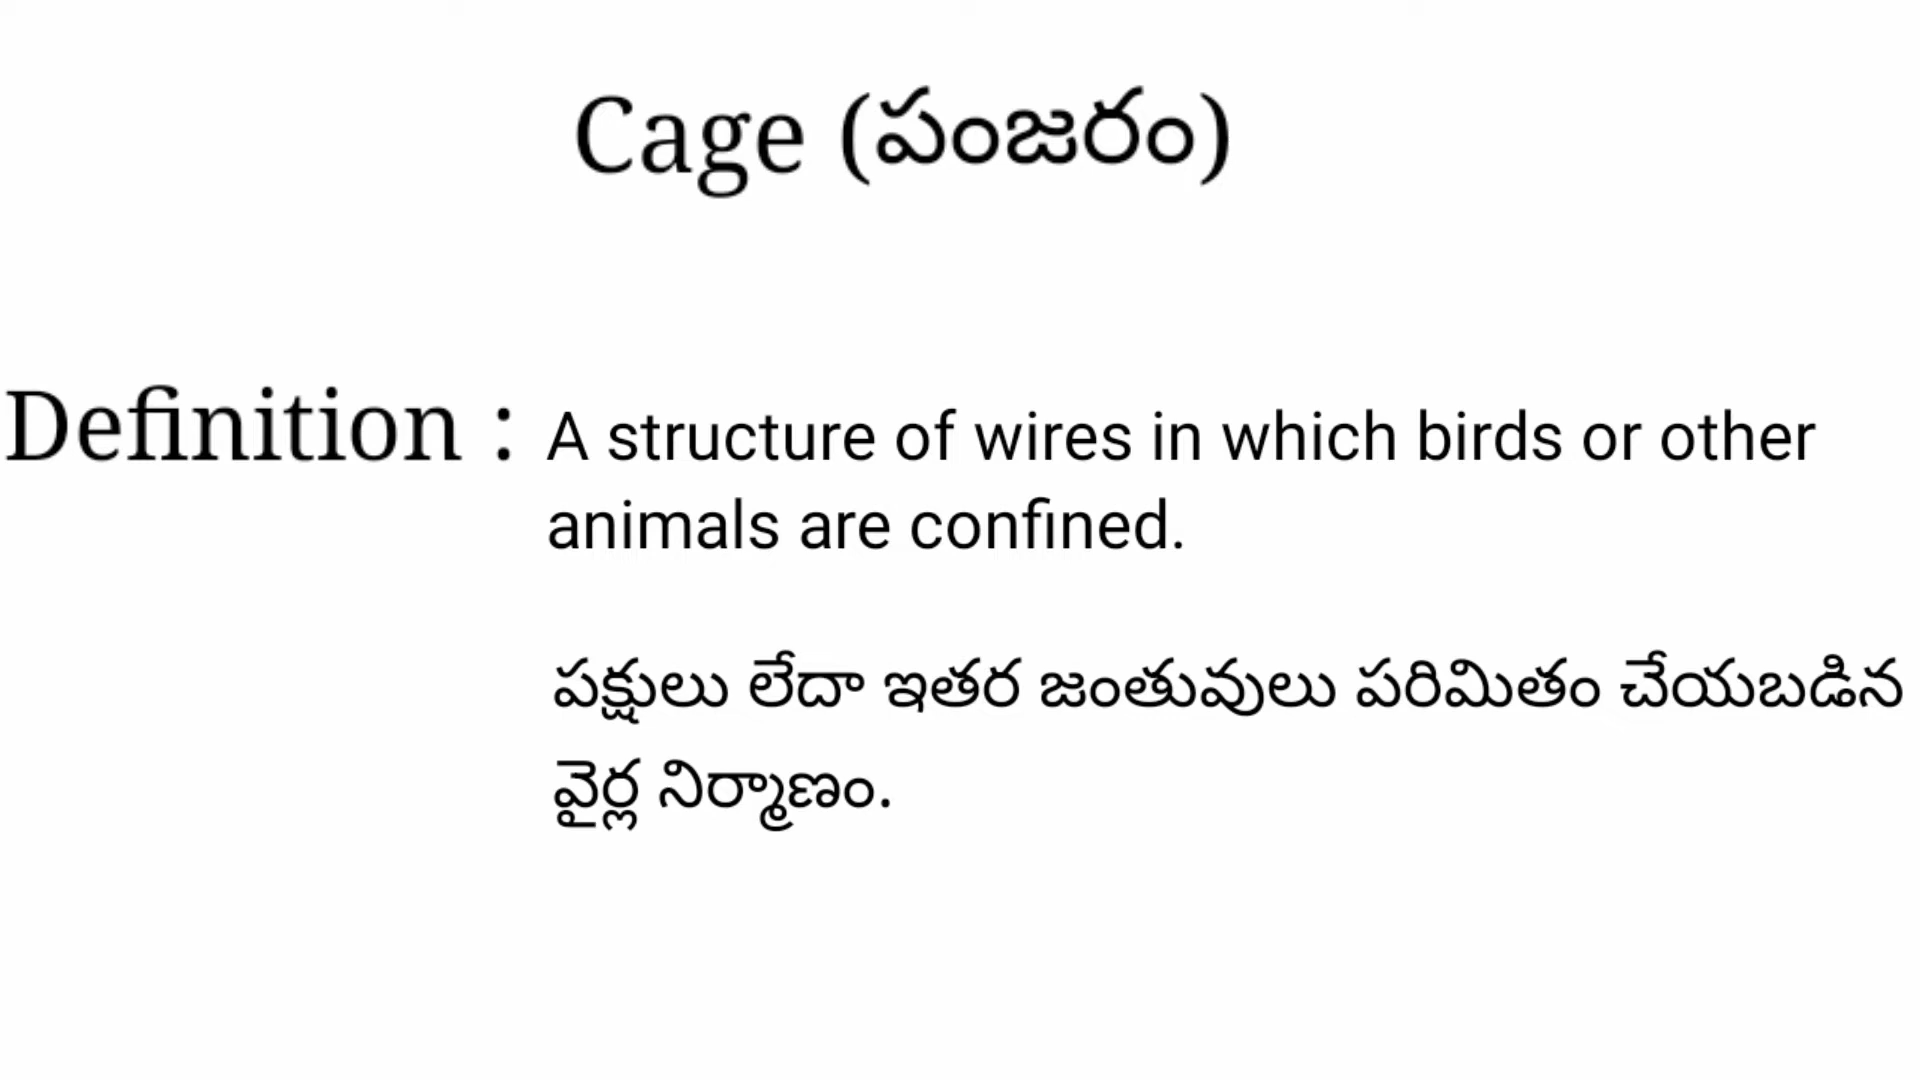 Cage (పంజరం)
Definition : A structure of wires in which birds or other
animals are confined.
పక్షులు లేదా ఇతర జంతువులు పరిమితం చేయబడిన
వైర్ల నిర్మాణం.